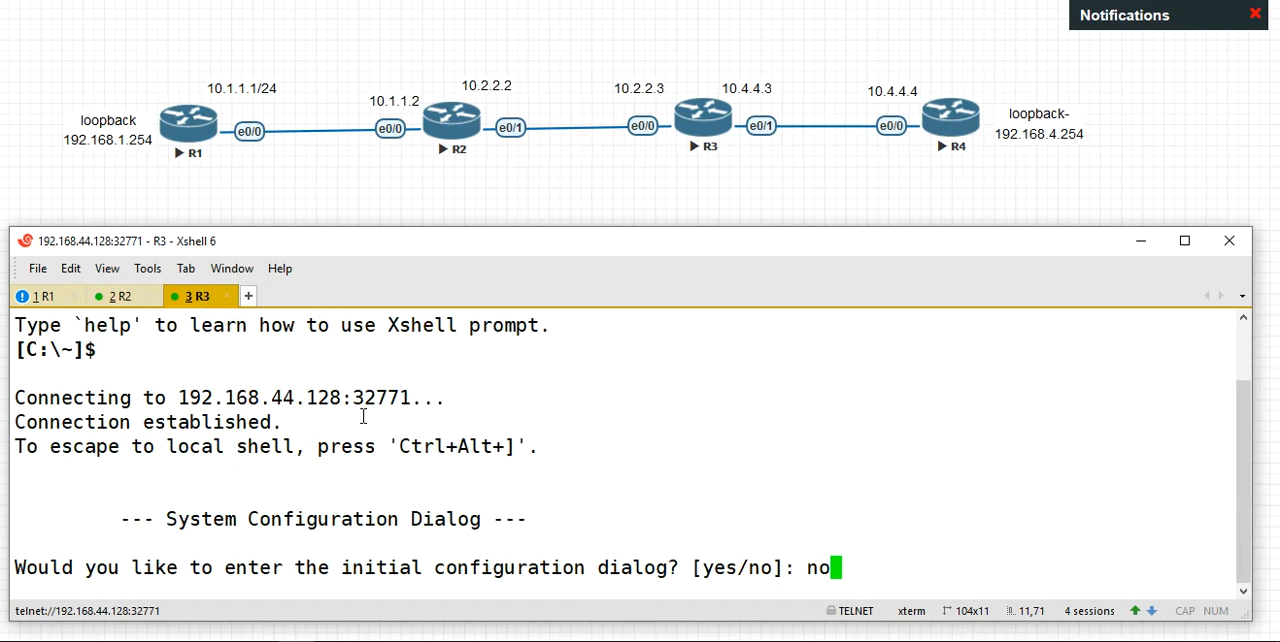 Notifications
10.1.1.1/24
10.2.2.2
10.2.2.3
10.4.4.3
10.1.1.2
10.4.4.4
loopback
192.168.1.254
e0/0
e0/0
e0/1
e0/0
e0/1
e0/0
loopback-
192.168.4.254
R1
R2
R3
R4
192.168.44.128:32771 - R3 - Xshell 6
File Edit View Tools Tab Window Help
1 R1
2 R2
3 R3
Type `help' to learn how to use Xshell prompt.
[C:\~]$
Connecting to 192.168.44.128:32771...
Connection established.
To escape to local shell, press 'Ctrl+Alt+]'.
--- System Configuration Dialog ---
Would you like to enter the initial configuration dialog? [yes/no]: no
telnet://192.168.44.128:32771 TELNET xterm 104x11 11,71 4 sessions CAP NUM